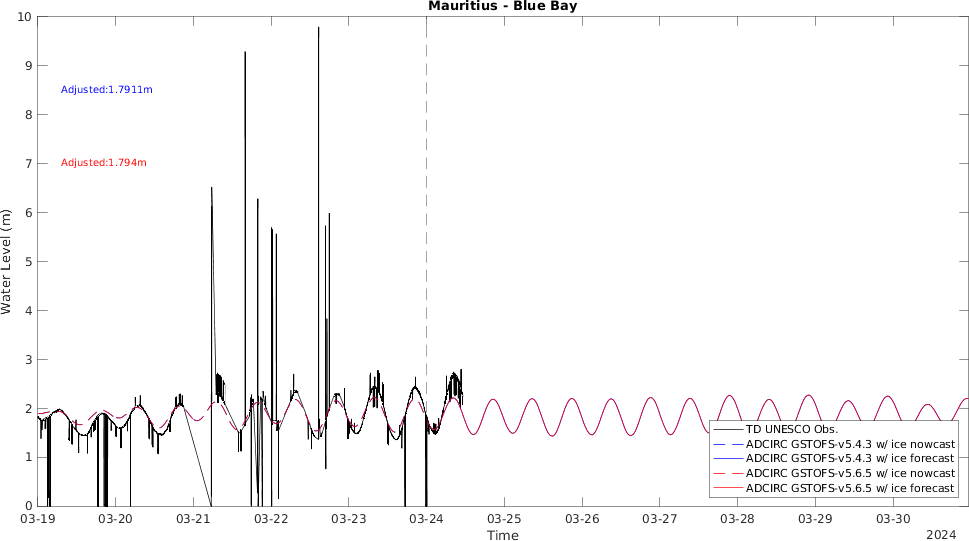 Mauritius - Blue Bay
10
9
8
7
6
5
4
3
2
1
0
Water Level (m)
Adjusted:1.7911m
Adjusted:1.794m
TD UNESCO Obs.
ADCIRC GSTOFS-v5.4.3 w/ ice nowcast
ADCIRC GSTOFS-v5.4.3 w/ ice forecast
ADCIRC GSTOFS-v5.6.5 w/ ice nowcast
ADCIRC GSTOFS-v5.6.5 w/ ice forecast
03-19 03-20 03-21 03-22 03-23 03-24 03-25 03-26 03-27 03-28 03-29 03-30
Time
2024